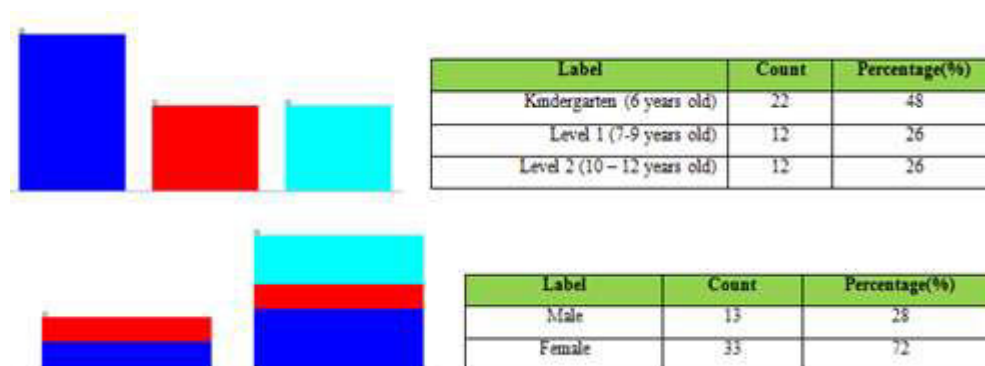 Label Count Percentage(%)
Kindergarten (6 years old) 22 48
Level 1 (7-9 years old) 12 26
Level 2 (10 – 12 years old) 12 26
Label Count Percentage(%)
Male 13 28
Female 33 72